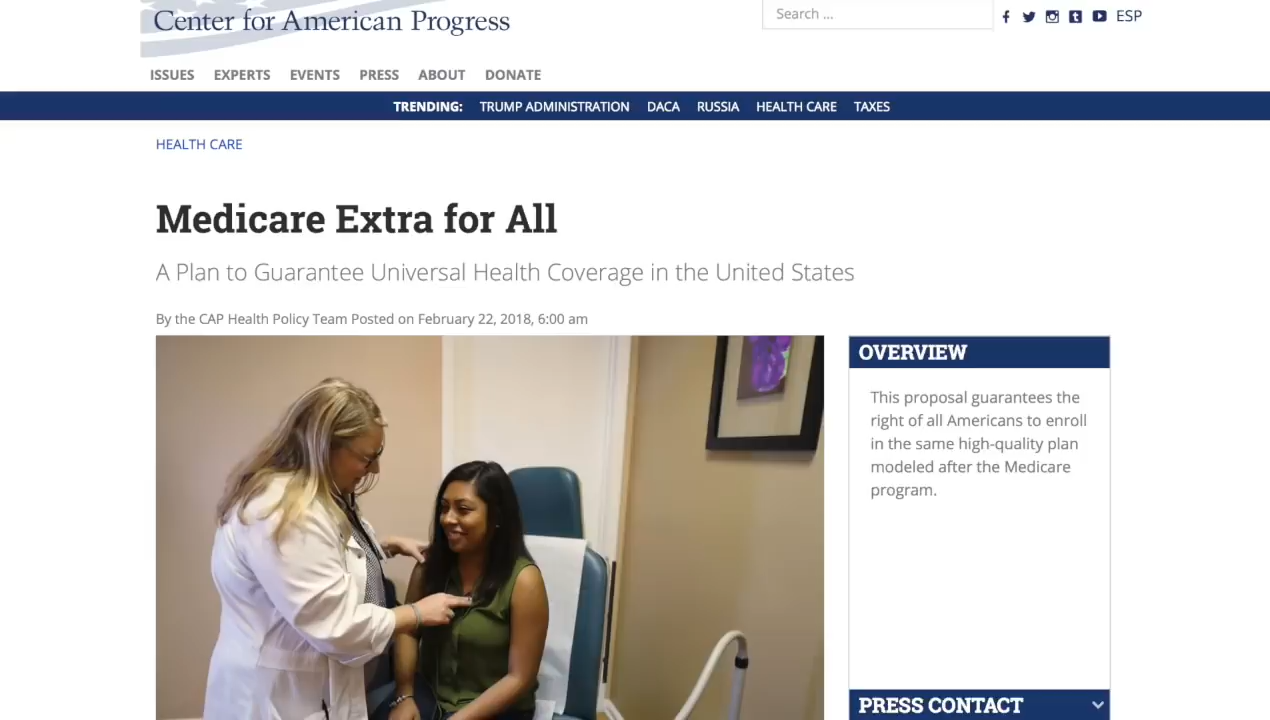 Center for American Progress
Search ...
ESP
ISSUES EXPERTS EVENTS PRESS ABOUT DONATE
TRENDING: TRUMP ADMINISTRATION DACA RUSSIA HEALTH CARE TAXES
HEALTH CARE
Medicare Extra for All
A Plan to Guarantee Universal Health Coverage in the United States
By the CAP Health Policy Team Posted on February 22, 2018, 6:00 am
OVERVIEW
This proposal guarantees the
right of all Americans to enroll
in the same high-quality plan
modeled after the Medicare
program.
PRESS CONTACT